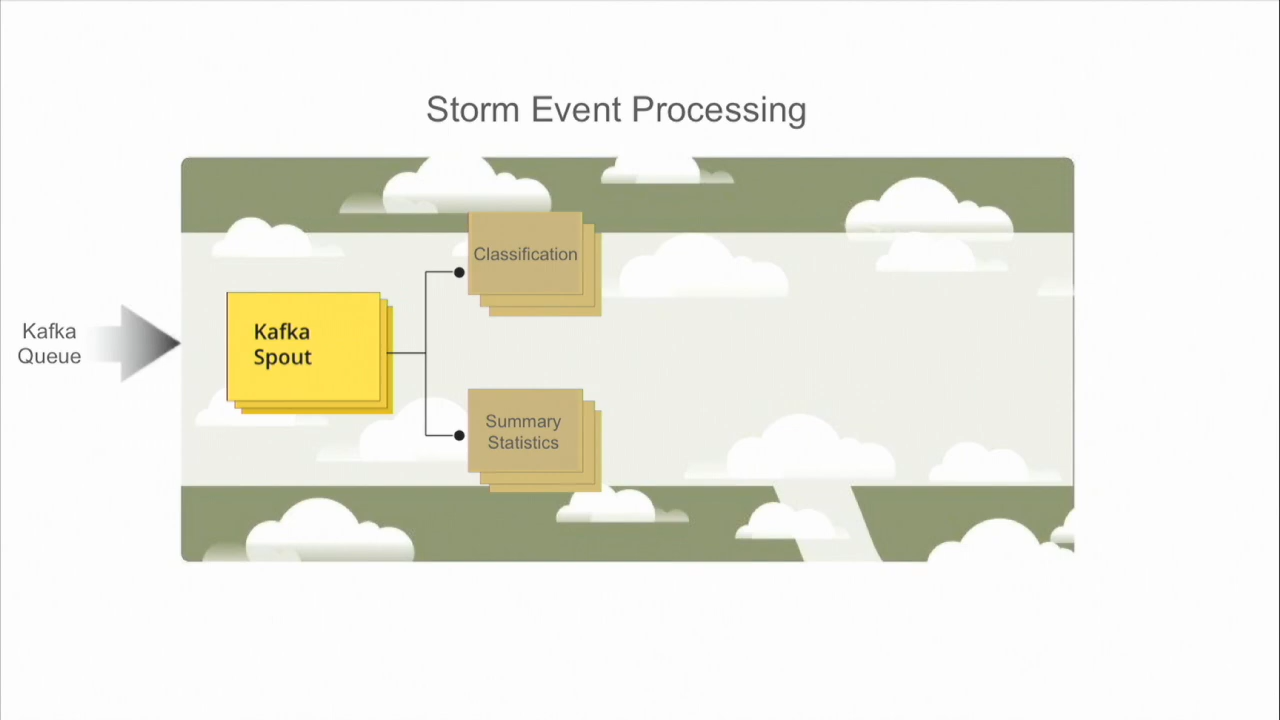 Storm Event Processing
Kafka
Queue
Kafka
Spout
Classification
Summary
Statistics